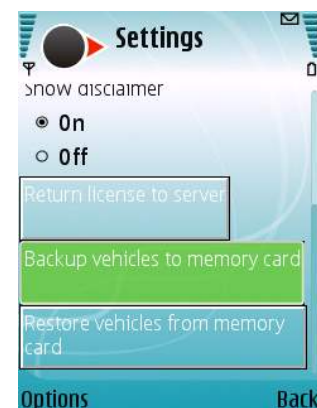 Settings
Show disclaimer
On
Off
Return license to server
Backup vehicles to memory card
Restore vehicles from memory
card
Options Back